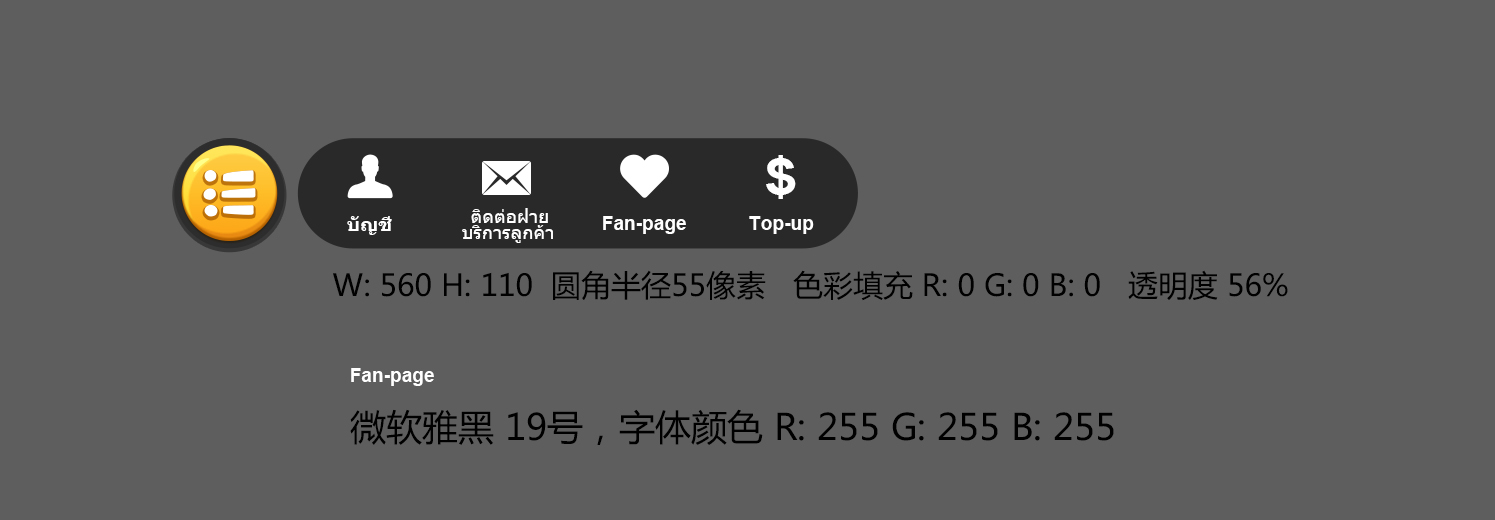 บัญชี
ติดต่อฝ่าย
บริการลูกค้า
Fan-page
Top-up
W: 560 H: 110 圆角半径55像素 色彩填充 R: 0 G: 0 B: 0 透明度 56%
Fan-page
微软雅黑 19号，字体颜色 R: 255 G: 255 B: 255